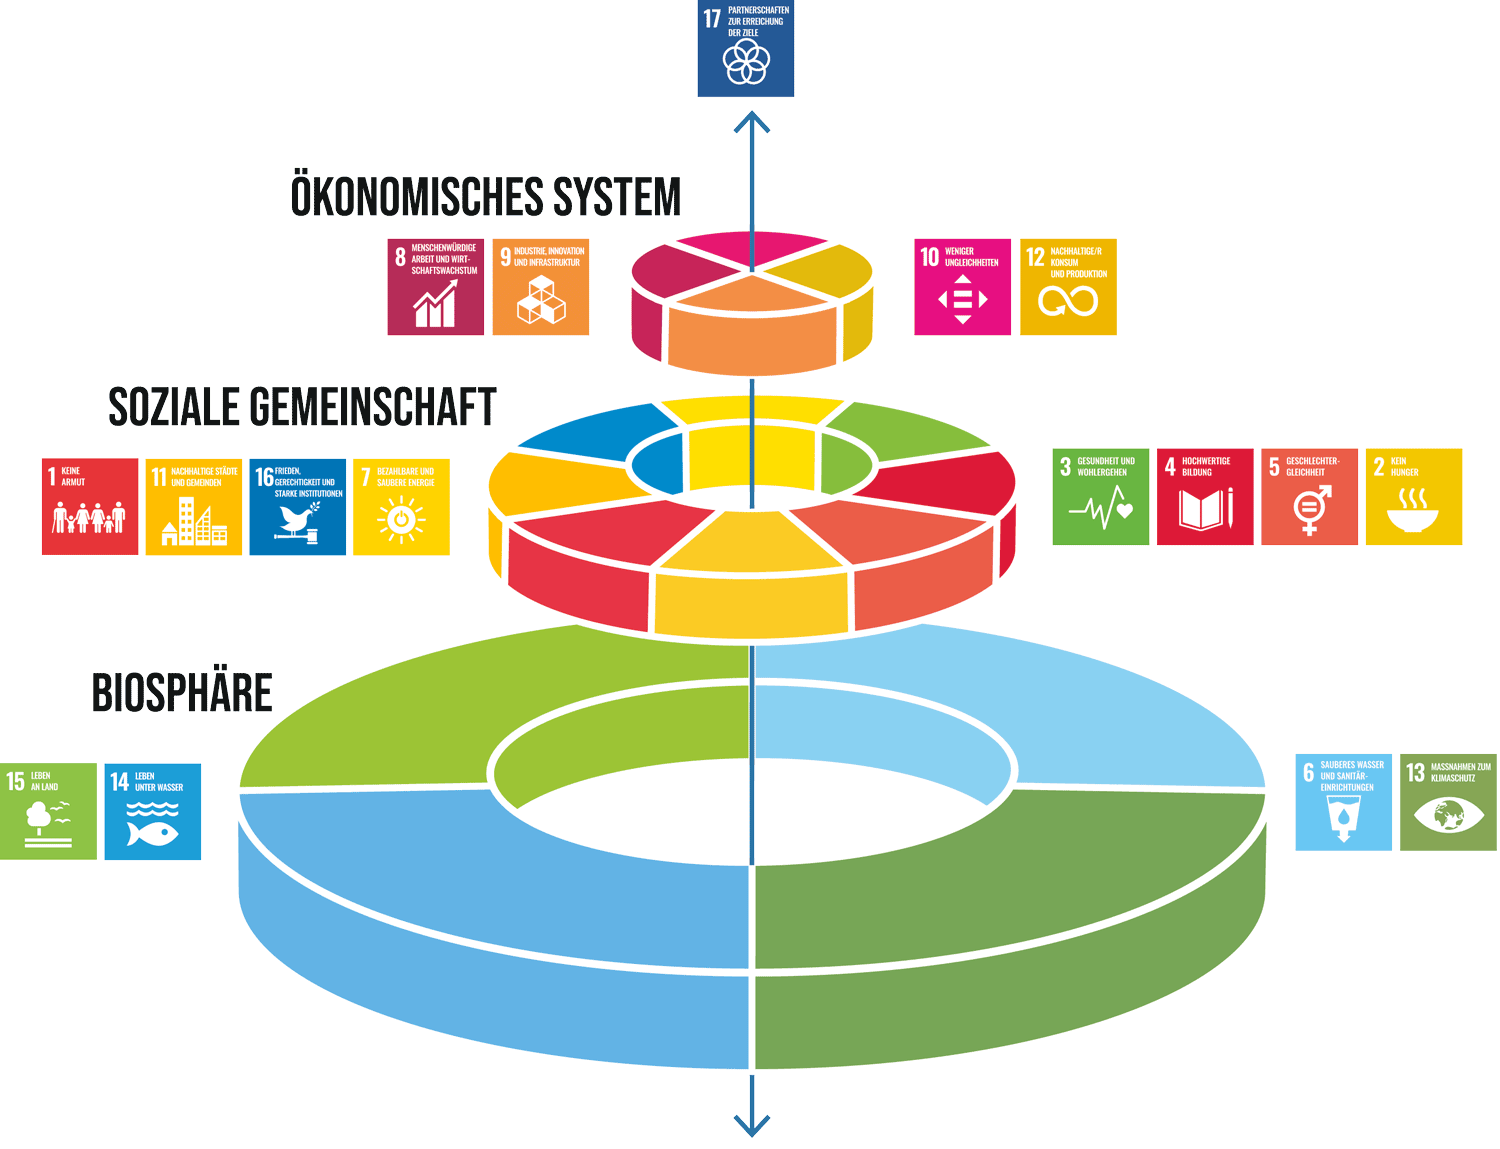 17 PARTNERSCHAFTEN
ZUR ERREICHUNG
DER ZIELE
ÖKONOMISCHES SYSTEM
8 MENSCHENWÜRDIGE
ARBEIT UND WIRT-
SCHAFTSWACHSTUM
9 INDUSTRIE, INNOVATION
UND INFRASTRUKTUR
10 WENIGER
UNGLEICHHEITEN
12 NACHHALTIGE/R
KONSUM
UND PRODUKTION
SOZIALE GEMEINSCHAFT
1 KEINE
ARMUT
11 NACHHALTIGE STÄDTE
UND GEMEINDEN
16 FRIEDEN,
GERECHTIGKEIT UND
STARKE INSTITUTIONEN
7 BEZAHLBARE UND
SAUBERE ENERGIE
3 GESUNDHEIT UND
WOHLERGEHEN
4 HOCHWERTIGE
BILDUNG
5 GESCHLECHTER-
GLEICHHEIT
2 KEIN
HUNGER
BIOSPHÄRE
15 LEBEN
AN LAND
14 LEBEN
UNTER WASSER
6 SAUBERES WASSER
UND SANITÄR-
EINRICHTUNGEN
13 MASSNAHMEN ZUM
KLIMASCHUTZ